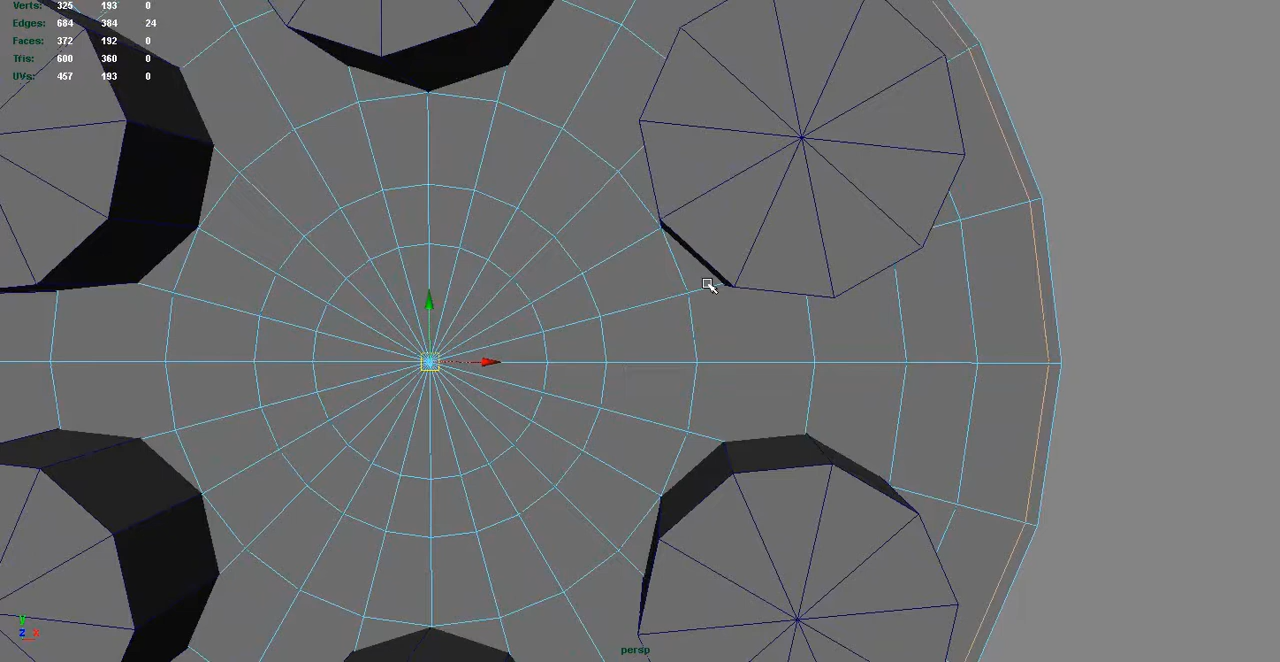 Verts: 325 193 0
Edges: 684 384 24
Faces: 372 192 0
Tris: 600 360 0
UVs: 457 193 0
y
z x
persp